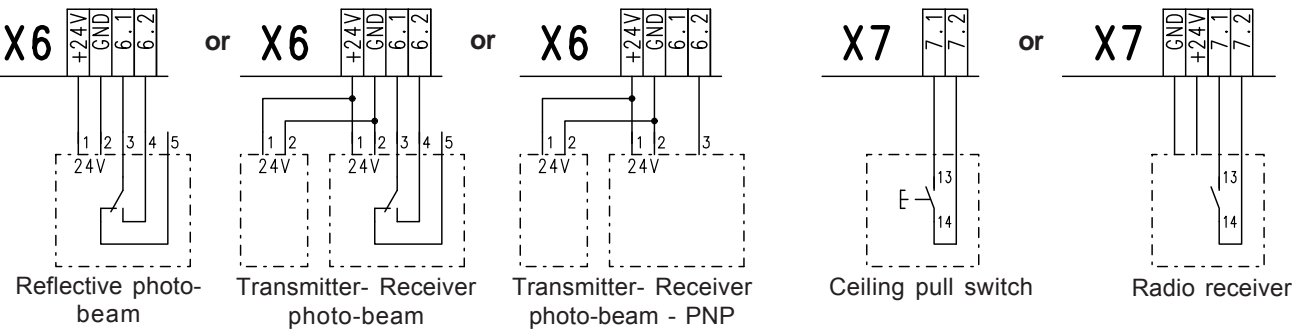 X6 +24V GND 6.1 6.2 or X6 +24V GND 6.1 6.2 or X6 +24V GND 6.1 6.2 X7 7.1 7.2 or X7 GND +24V 7.1 7.2
1 2 3 4 5 1 2 1 2 3 4 5 1 2 1 2 3
24V 24V 24V 24V 24V
13 13
14 14
Reflective photo- Transmitter- Receiver Transmitter- Receiver Ceiling pull switch Radio receiver
beam photo-beam photo-beam - PNP